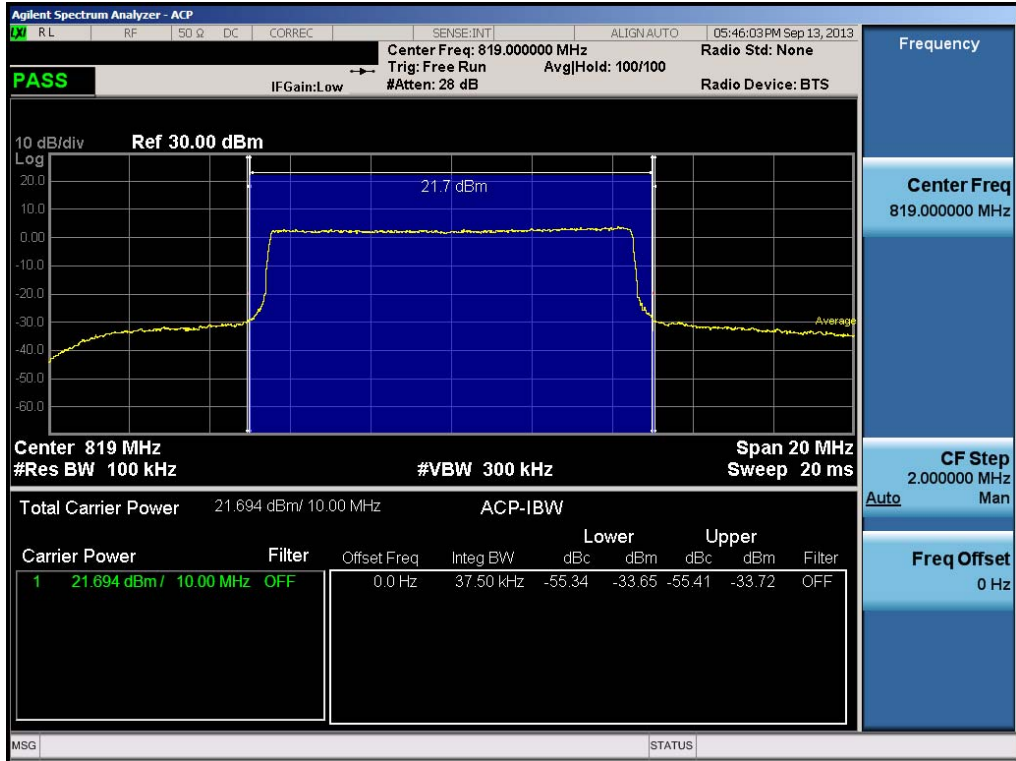 Agilent Spectrum Analyzer - ACP
LXI RL RF 50 Ω DC CORREC SENSE:INT ALIGN AUTO 05:46:03 PM Sep 13, 2013
Center Freq: 819.000000 MHz Radio Std: None
Trig: Free Run Avg|Hold: 100/100
PASS IFGain:Low #Atten: 28 dB Radio Device: BTS
Frequency
10 dB/div Ref 30.00 dBm
Log
20.0
10.0
0.00
-10.0
-20.0
-30.0
-40.0
-50.0
-60.0
21.7 dBm
Average
Center 819 MHz Span 20 MHz
#Res BW 100 kHz #VBW 300 kHz Sweep 20 ms
Total Carrier Power 21.694 dBm/ 10.00 MHz ACP-IBW
Lower Upper
Carrier Power Filter Offset Freq Integ BW dBc dBm dBc dBm Filter
1 21.694 dBm / 10.00 MHz OFF 0.0 Hz 37.50 kHz -55.34 -33.65 -55.41 -33.72 OFF
Center Freq
819.000000 MHz
CF Step
2.000000 MHz
Auto Man
Freq Offset
0 Hz
MSG STATUS